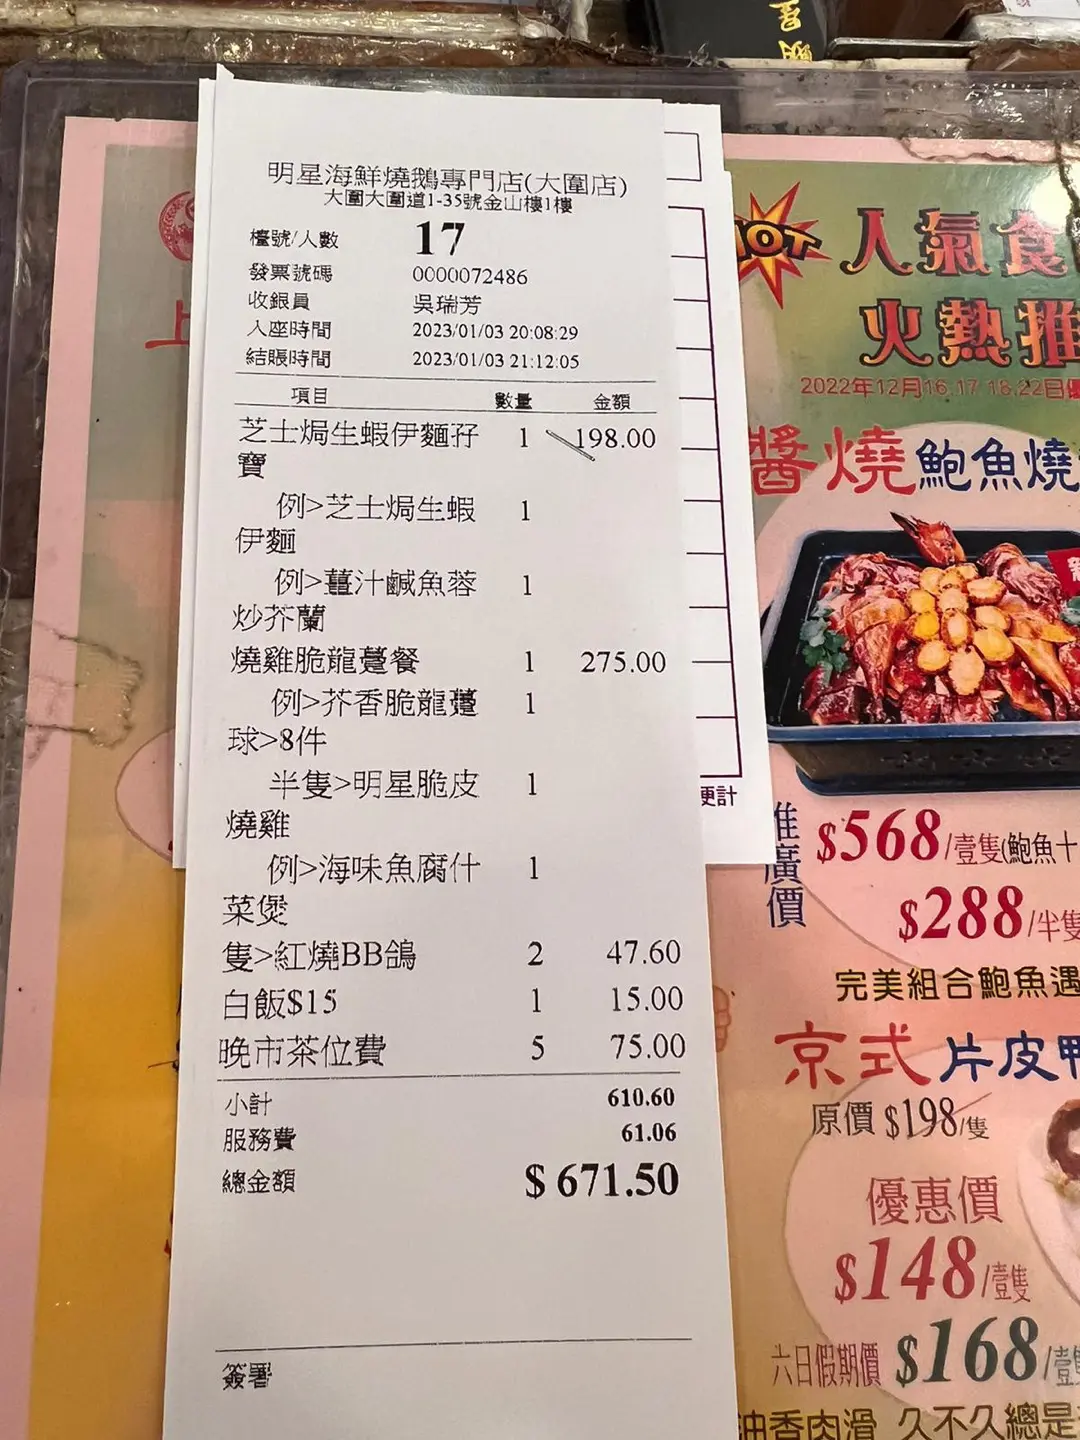 明星海鮮燒鵝專門店(大圍店)
大圍大圍道1-35號金山樓1樓
檯號/人數 17
發票號碼 0000072486
收銀員 吳瑞芳
入座時間 2023/01/03 20:08:29
結賬時間 2023/01/03 21:12:05
項目 數量 金額
芝士焗生蝦伊麵孖 1 198.00
寶
例>芝士焗生蝦 1
伊麵
例>薑汁鹹魚蓉 1
炒芥蘭
燒雞脆龍躉餐 1 275.00
例>芥香脆龍躉 1
球>8件
半隻>明星脆皮 1
燒雞
例>海味魚腐什 1
菜煲
隻>紅燒BB鴿 2 47.60
白飯$15 1 15.00
晚市茶位費 5 75.00
小計 610.60
服務費 61.06
總金額 $ 671.50
簽署
更計
HOT
人氣食
火熱推
2022年12月16,17,18,22日
醬燒鮑魚燒
推廣價
$568/壹隻(鮑魚十
$288/半隻
完美組合鮑魚遇
京式片皮鴨
原價 $198/隻
優惠價
$148/壹隻
六日假期價 $168/壹
油香肉滑 久不久總是